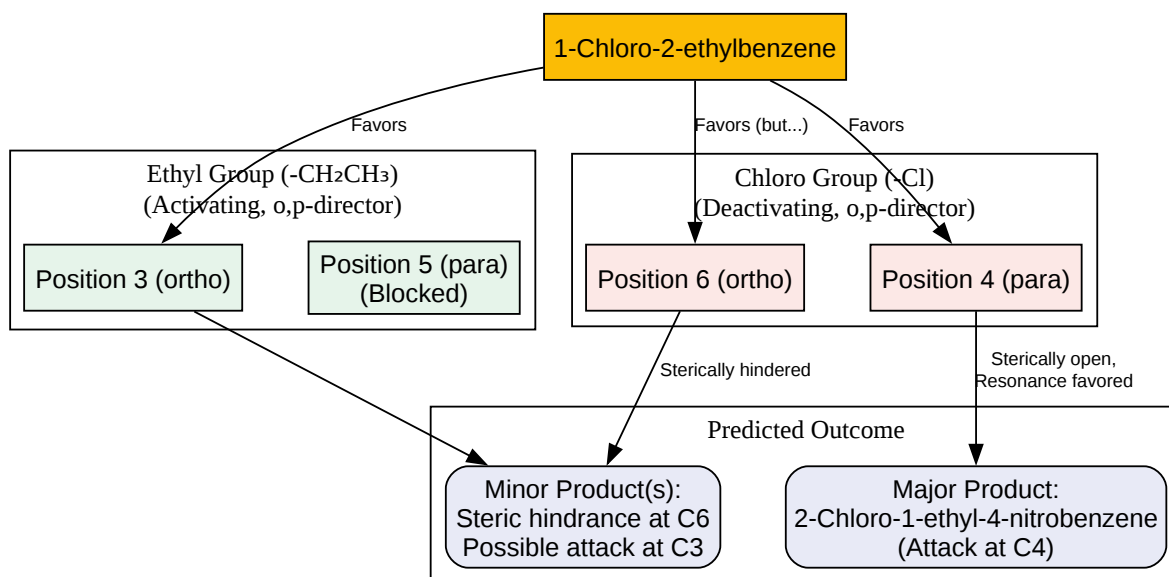 1-Chloro-2-ethylbenzene
Favors
Favors (but...)
Favors
Ethyl Group (-CH₂CH₃)
(Activating, o,p-director)
Chloro Group (-Cl)
(Deactivating, o,p-director)
Position 3 (ortho)
Position 5 (para)
(Blocked)
Position 6 (ortho)
Position 4 (para)
Sterically hindered
Sterically open,
Resonance favored
Predicted Outcome
Minor Product(s):
Steric hindrance at C6
Possible attack at C3
Major Product:
2-Chloro-1-ethyl-4-nitrobenzene
(Attack at C4)